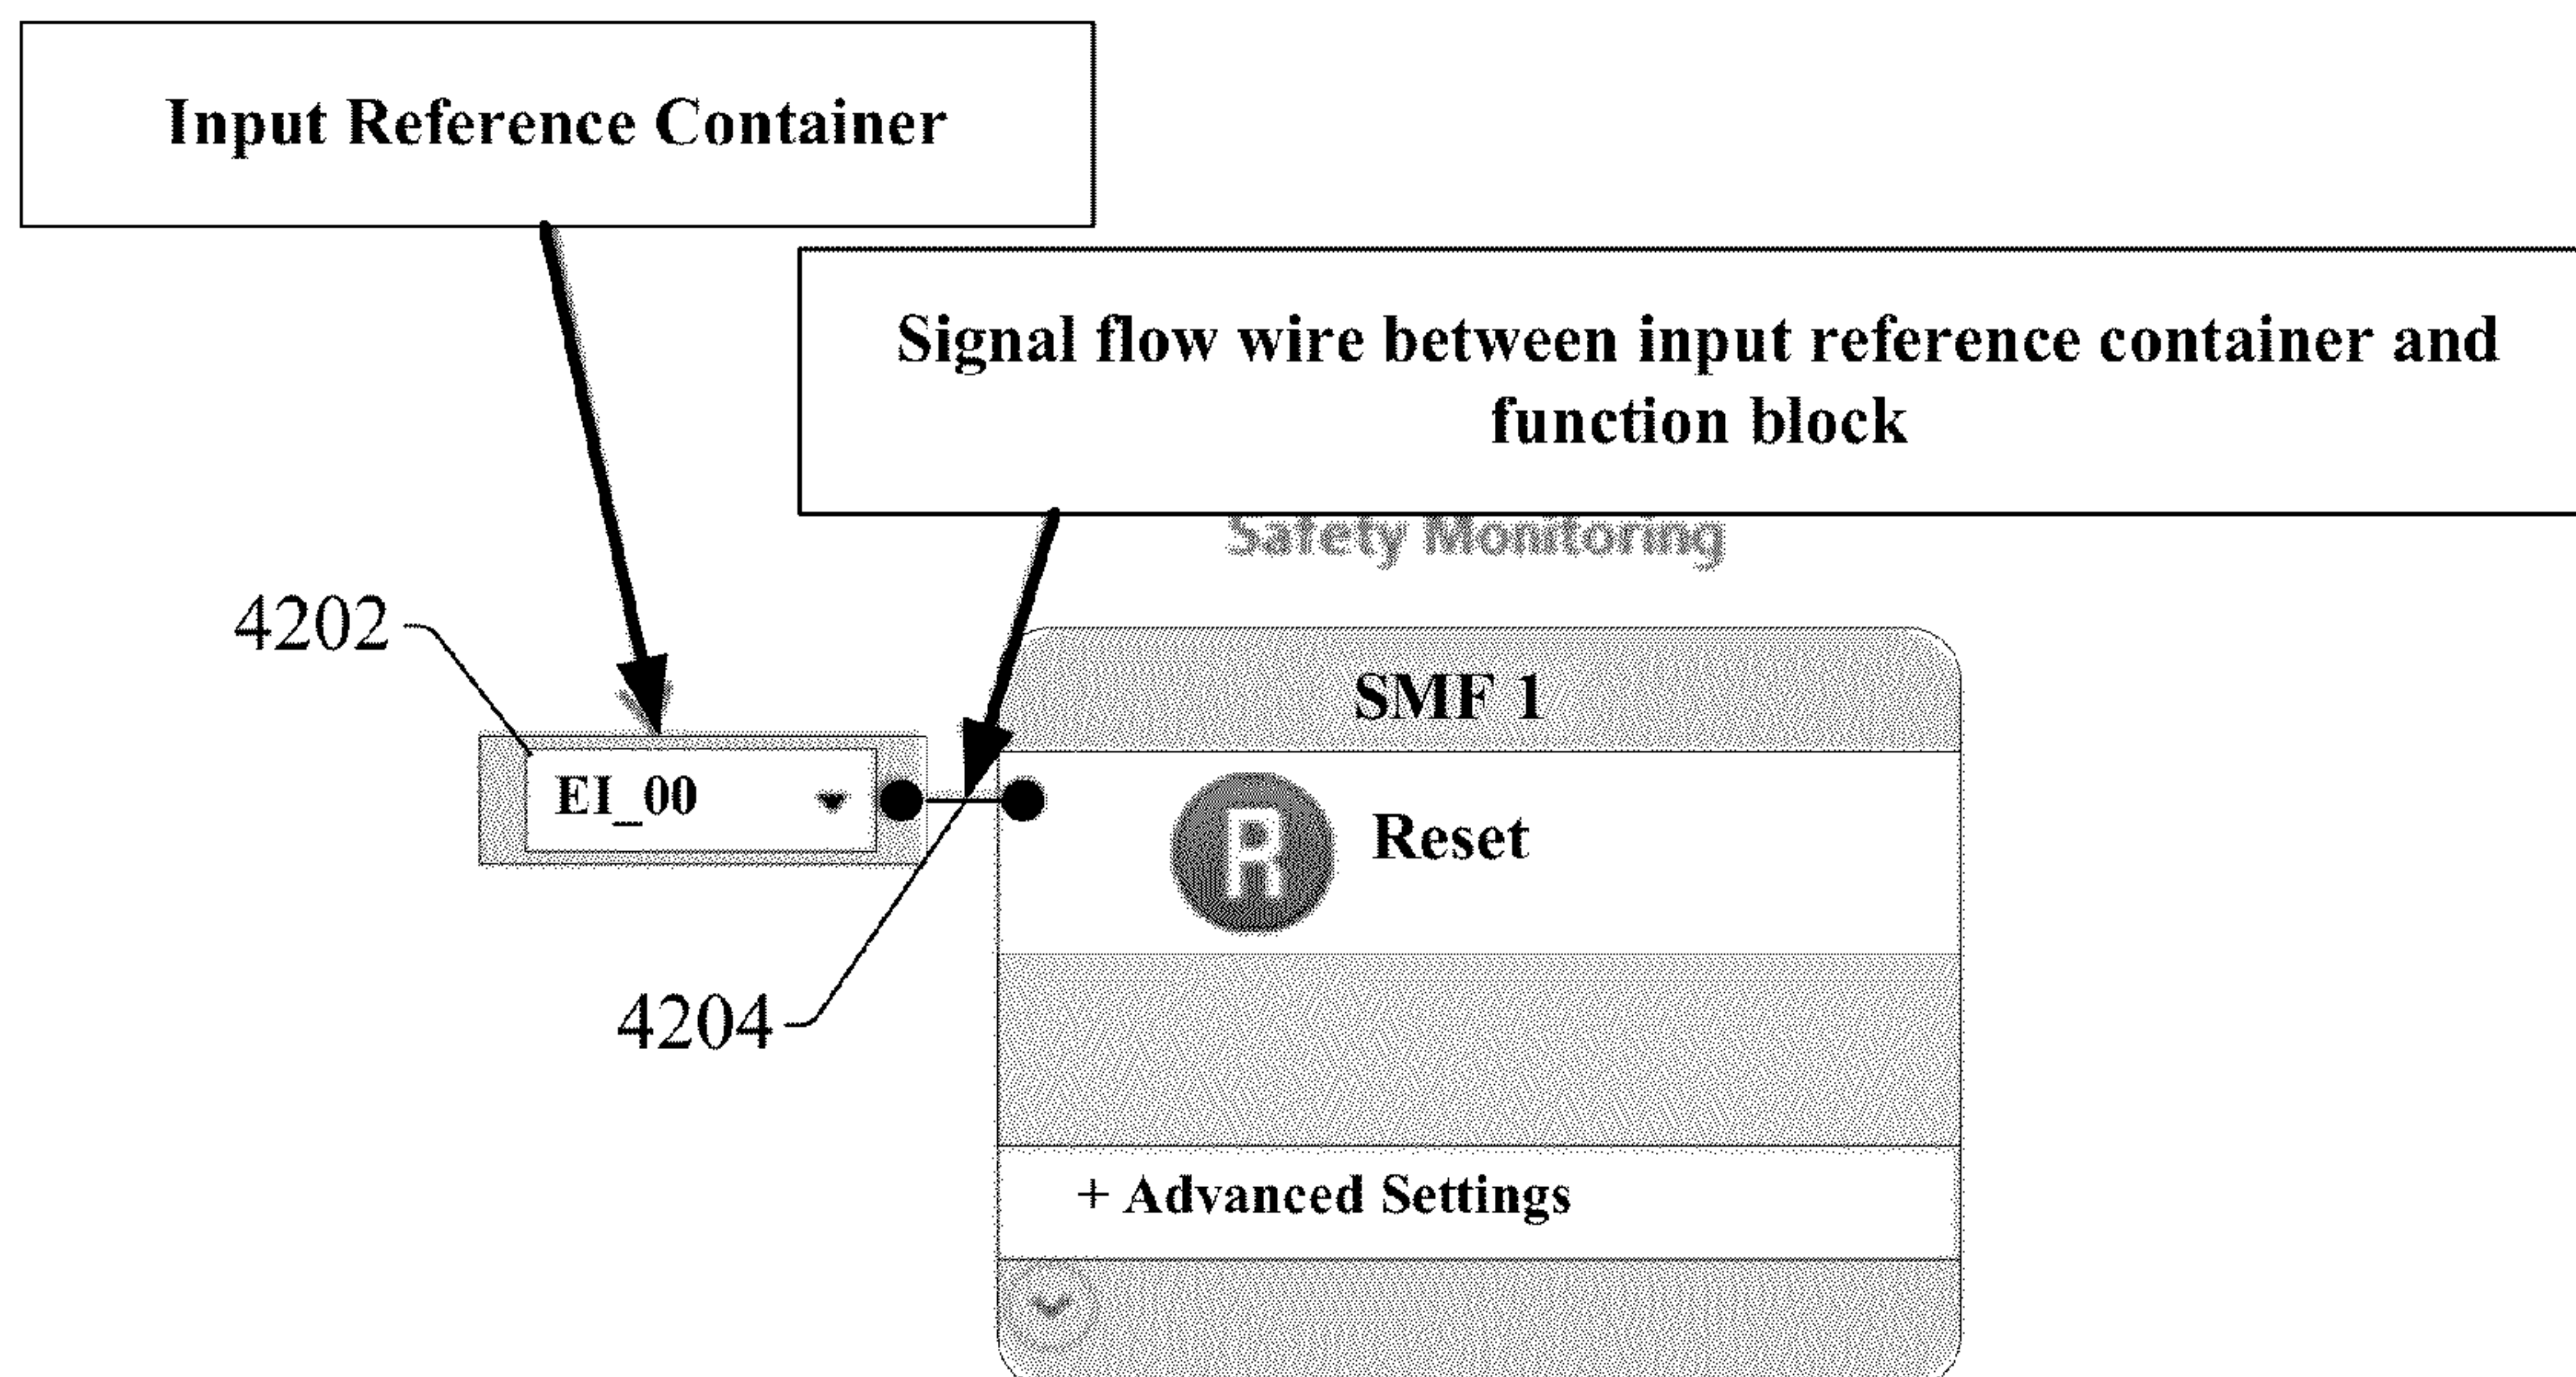 Input Reference Container
Signal flow wire between input reference container and
function block
Safety Monitoring
4202
SMF 1
EI_00
R Reset
4204
+ Advanced Settings